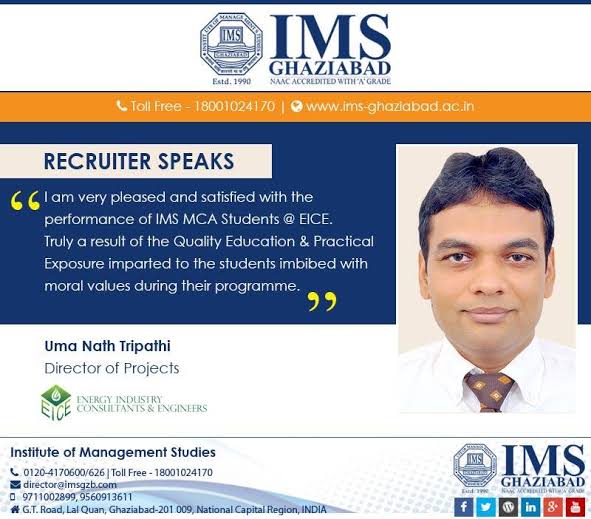 INSTITUTE OF MANAGEMENT STUDIES
IMS
GHAZIABAD
Estd. 1990
NAAC ACCREDITED WITH 'A' GRADE
Toll Free - 18001024170 | www.ims-ghaziabad.ac.in
RECRUITER SPEAKS
“ I am very pleased and satisfied with the
performance of IMS MCA Students @ EICE.
Truly a result of the Quality Education & Practical
Exposure imparted to the students imbibed with
moral values during their programme. ”
Uma Nath Tripathi
Director of Projects
EICE
ENERGY INDUSTRY
CONSULTANTS & ENGINEERS
Institute of Management Studies
0120-4170600/626 | Toll Free - 18001024170
director@imsgzb.com
9711002899, 9560913611
G.T. Road, Lal Quan, Ghaziabad-201 009, National Capital Region, INDIA
IMS
GHAZIABAD
Estd. 1990
NAAC ACCREDITED WITH 'A' GRADE